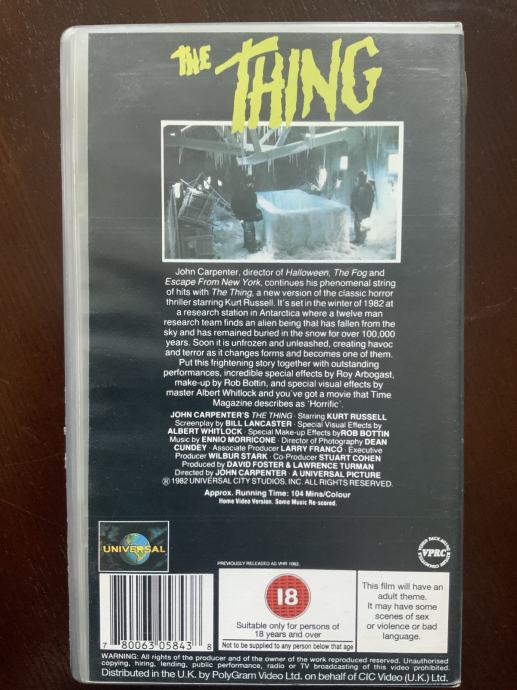 THE THING
John Carpenter, director of Halloween, The Fog and
Escape From New York, continues his phenomenal string
of hits with The Thing, a new version of the classic horror
thriller starring Kurt Russell. It's set in the winter of 1982 at
a research station in Antarctica where a twelve man
research team finds an alien being that has fallen from the
sky and has remained buried in the snow for over 100,000
years. Soon it is unfrozen and unleashed, creating havoc
and terror as it changes forms and becomes one of them.
Put this frightening story together with outstanding
performances, incredible special effects by Roy Arbogast,
make-up by Rob Bottin, and special visual effects by
master Albert Whitlock and you've got a movie that Time
Magazine describes as 'Horrific'.
JOHN CARPENTER'S THE THING · Starring KURT RUSSELL
Screenplay by BILL LANCASTER · Special Visual Effects by
ALBERT WHITLOCK · Special Make-up Effects by ROB BOTTIN
Music by ENNIO MORRICONE · Director of Photography DEAN
CUNDEY · Associate Producer LARRY FRANCO · Executive
Producer WILBUR STARK · Co-Producer STUART COHEN
Produced by DAVID FOSTER & LAWRENCE TURMAN
Directed by JOHN CARPENTER · A UNIVERSAL PICTURE
® 1982 UNIVERSAL CITY STUDIOS, INC. ALL RIGHTS RESERVED.
Approx. Running Time: 104 Mins/Colour
Home Video Version. Some Music Re-scored.
UNIVERSAL
VPRC
PREVIOUSLY RELEASED AS VHR 1062.
18
Suitable only for persons of
18 years and over
Not to be supplied to any person below that age
This film will have an
adult theme.
It may have some
scenes of sex
or violence or bad
language.
7 80063 05843 8
WARNING: All rights of the producer and of the owner of the work reproduced reserved. Unauthorised
copying, hiring, lending, public performance, radio or TV broadcasting of this video prohibited.
Distributed in the U.K. by PolyGram Video Ltd. on behalf of CIC Video (U.K.) Ltd.